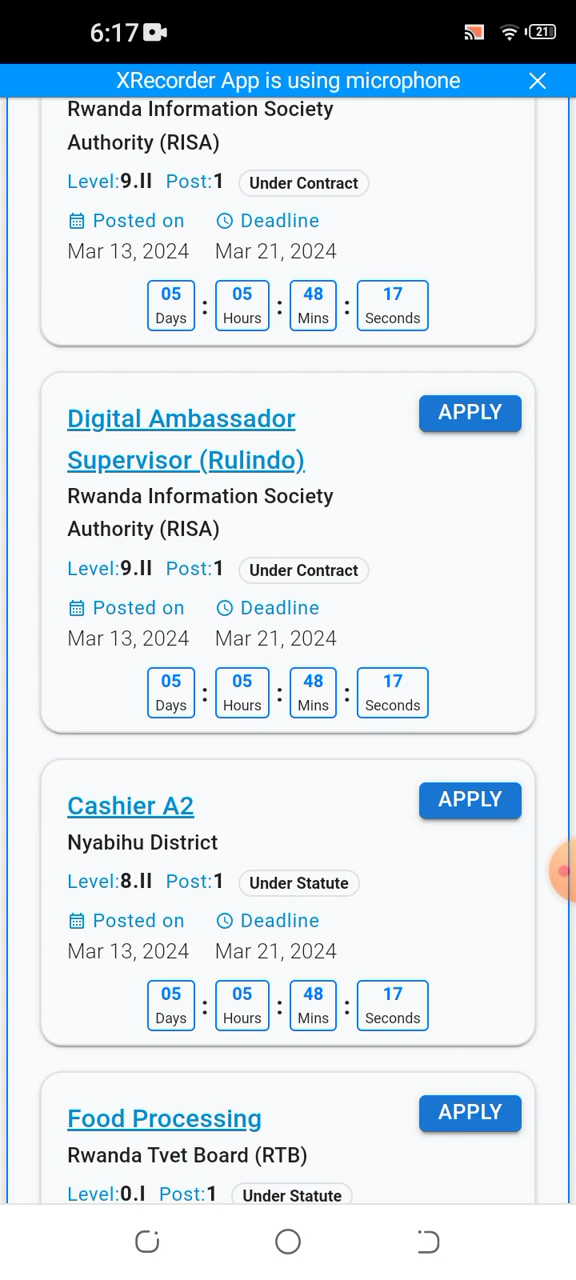 6:17
21
XRecorder App is using microphone
Rwanda Information Society
Authority (RISA)
Level:9.II Post:1 Under Contract
Posted on Deadline
Mar 13, 2024 Mar 21, 2024
05 : 05 : 48 : 17
Days Hours Mins Seconds
Digital Ambassador APPLY
Supervisor (Rulindo)
Rwanda Information Society
Authority (RISA)
Level:9.II Post:1 Under Contract
Posted on Deadline
Mar 13, 2024 Mar 21, 2024
05 : 05 : 48 : 17
Days Hours Mins Seconds
Cashier A2 APPLY
Nyabihu District
Level:8.II Post:1 Under Statute
Posted on Deadline
Mar 13, 2024 Mar 21, 2024
05 : 05 : 48 : 17
Days Hours Mins Seconds
Food Processing APPLY
Rwanda Tvet Board (RTB)
Level:0.I Post:1 Under Statute